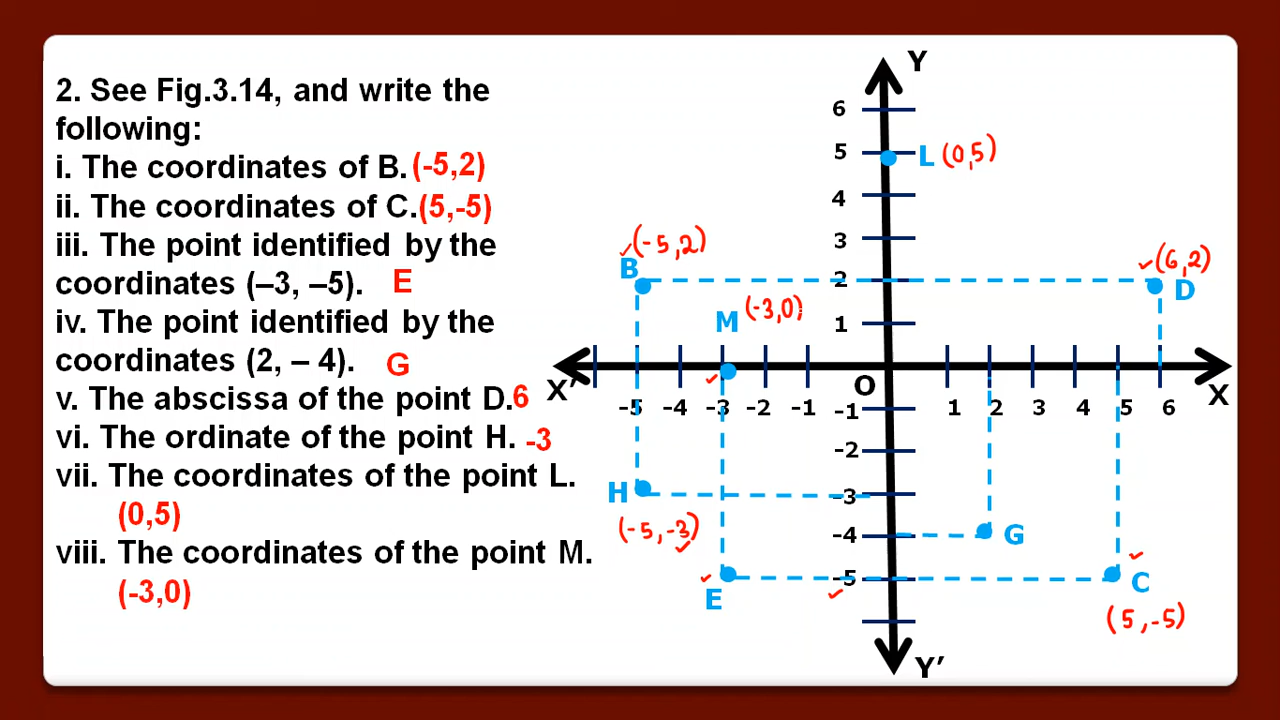 2. See Fig.3.14, and write the
following:
i. The coordinates of B. (-5,2)
ii. The coordinates of C.(5,-5)
iii. The point identified by the
coordinates (–3, –5). E
iv. The point identified by the
coordinates (2, – 4). G
v. The abscissa of the point D.6
vi. The ordinate of the point H. -3
vii. The coordinates of the point L.
(0,5)
viii. The coordinates of the point M.
(-3,0)
Y
6
5 L (0,5)
4
3
(-5,2)
B
2
(6,2)
D
M (-3,0)
1
X' O X
-5 -4 -3 -2 -1 1 2 3 4 5 6
-1
-2
H
-3
(-5,-3)
-4 G
E
-5
C
(5,-5)
Y'